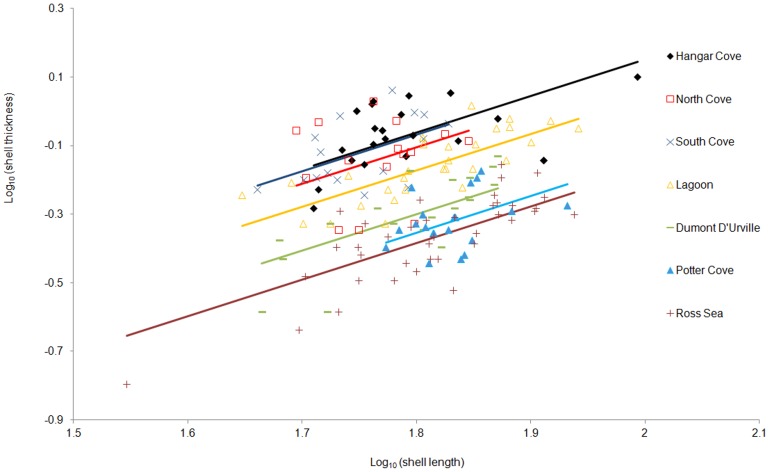 0.3
0.1
-0.1
-0.3
-0.5
-0.7
-0.9
Log10 (shell thickness)
1.5
1.6
1.7
1.8
1.9
2
2.1
Log10 (shell length)
Hangar Cove
North Cove
South Cove
Lagoon
Dumont D'Urville
Potter Cove
Ross Sea